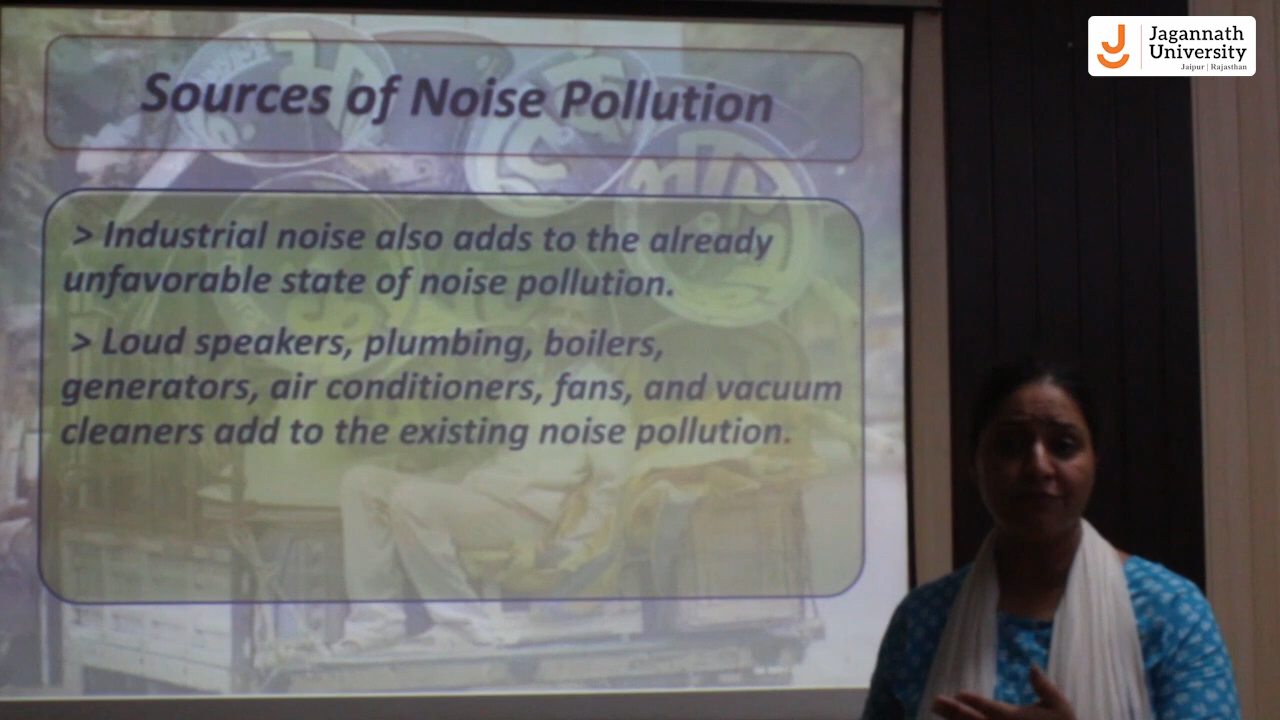 Jagannath
University
Jaipur | Rajasthan
Sources of Noise Pollution
> Industrial noise also adds to the already
unfavorable state of noise pollution.
> Loud speakers, plumbing, boilers,
generators, air conditioners, fans, and vacuum
cleaners add to the existing noise pollution.